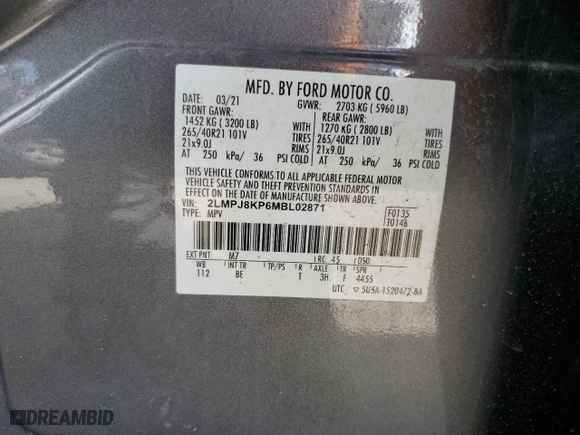 MFD. BY FORD MOTOR CO.
DATE: 03/21 GVWR: 2703 KG ( 5960 LB)
FRONT GAWR: REAR GAWR:
1452 KG ( 3200 LB) WITH 1270 KG ( 2800 LB) WITH
265/40R21 101V TIRES 265/40R21 101V TIRES
21x9.0J RIMS 21x9.0J RIMS
AT 250 kPa/ 36 PSI COLD AT 250 kPa/ 36 PSI COLD
THIS VEHICLE CONFORMS TO ALL APPLICABLE FEDERAL MOTOR
VEHICLE SAFETY AND THEFT PREVENTION STANDARDS IN
EFFECT ON THE DATE OF MANUFACTURE SHOWN ABOVE.
VIN: 2LMPJ8KP6MBL02871 F0135
TYPE: MPV T0146
EXT PNT: M7 RC: 45 DSO:
WB INT TR TP/PS R AXLE TR SPR
112 BE T 3H F 4455
UTC ▽ 5U5A-1520472-BA
DREAMBID